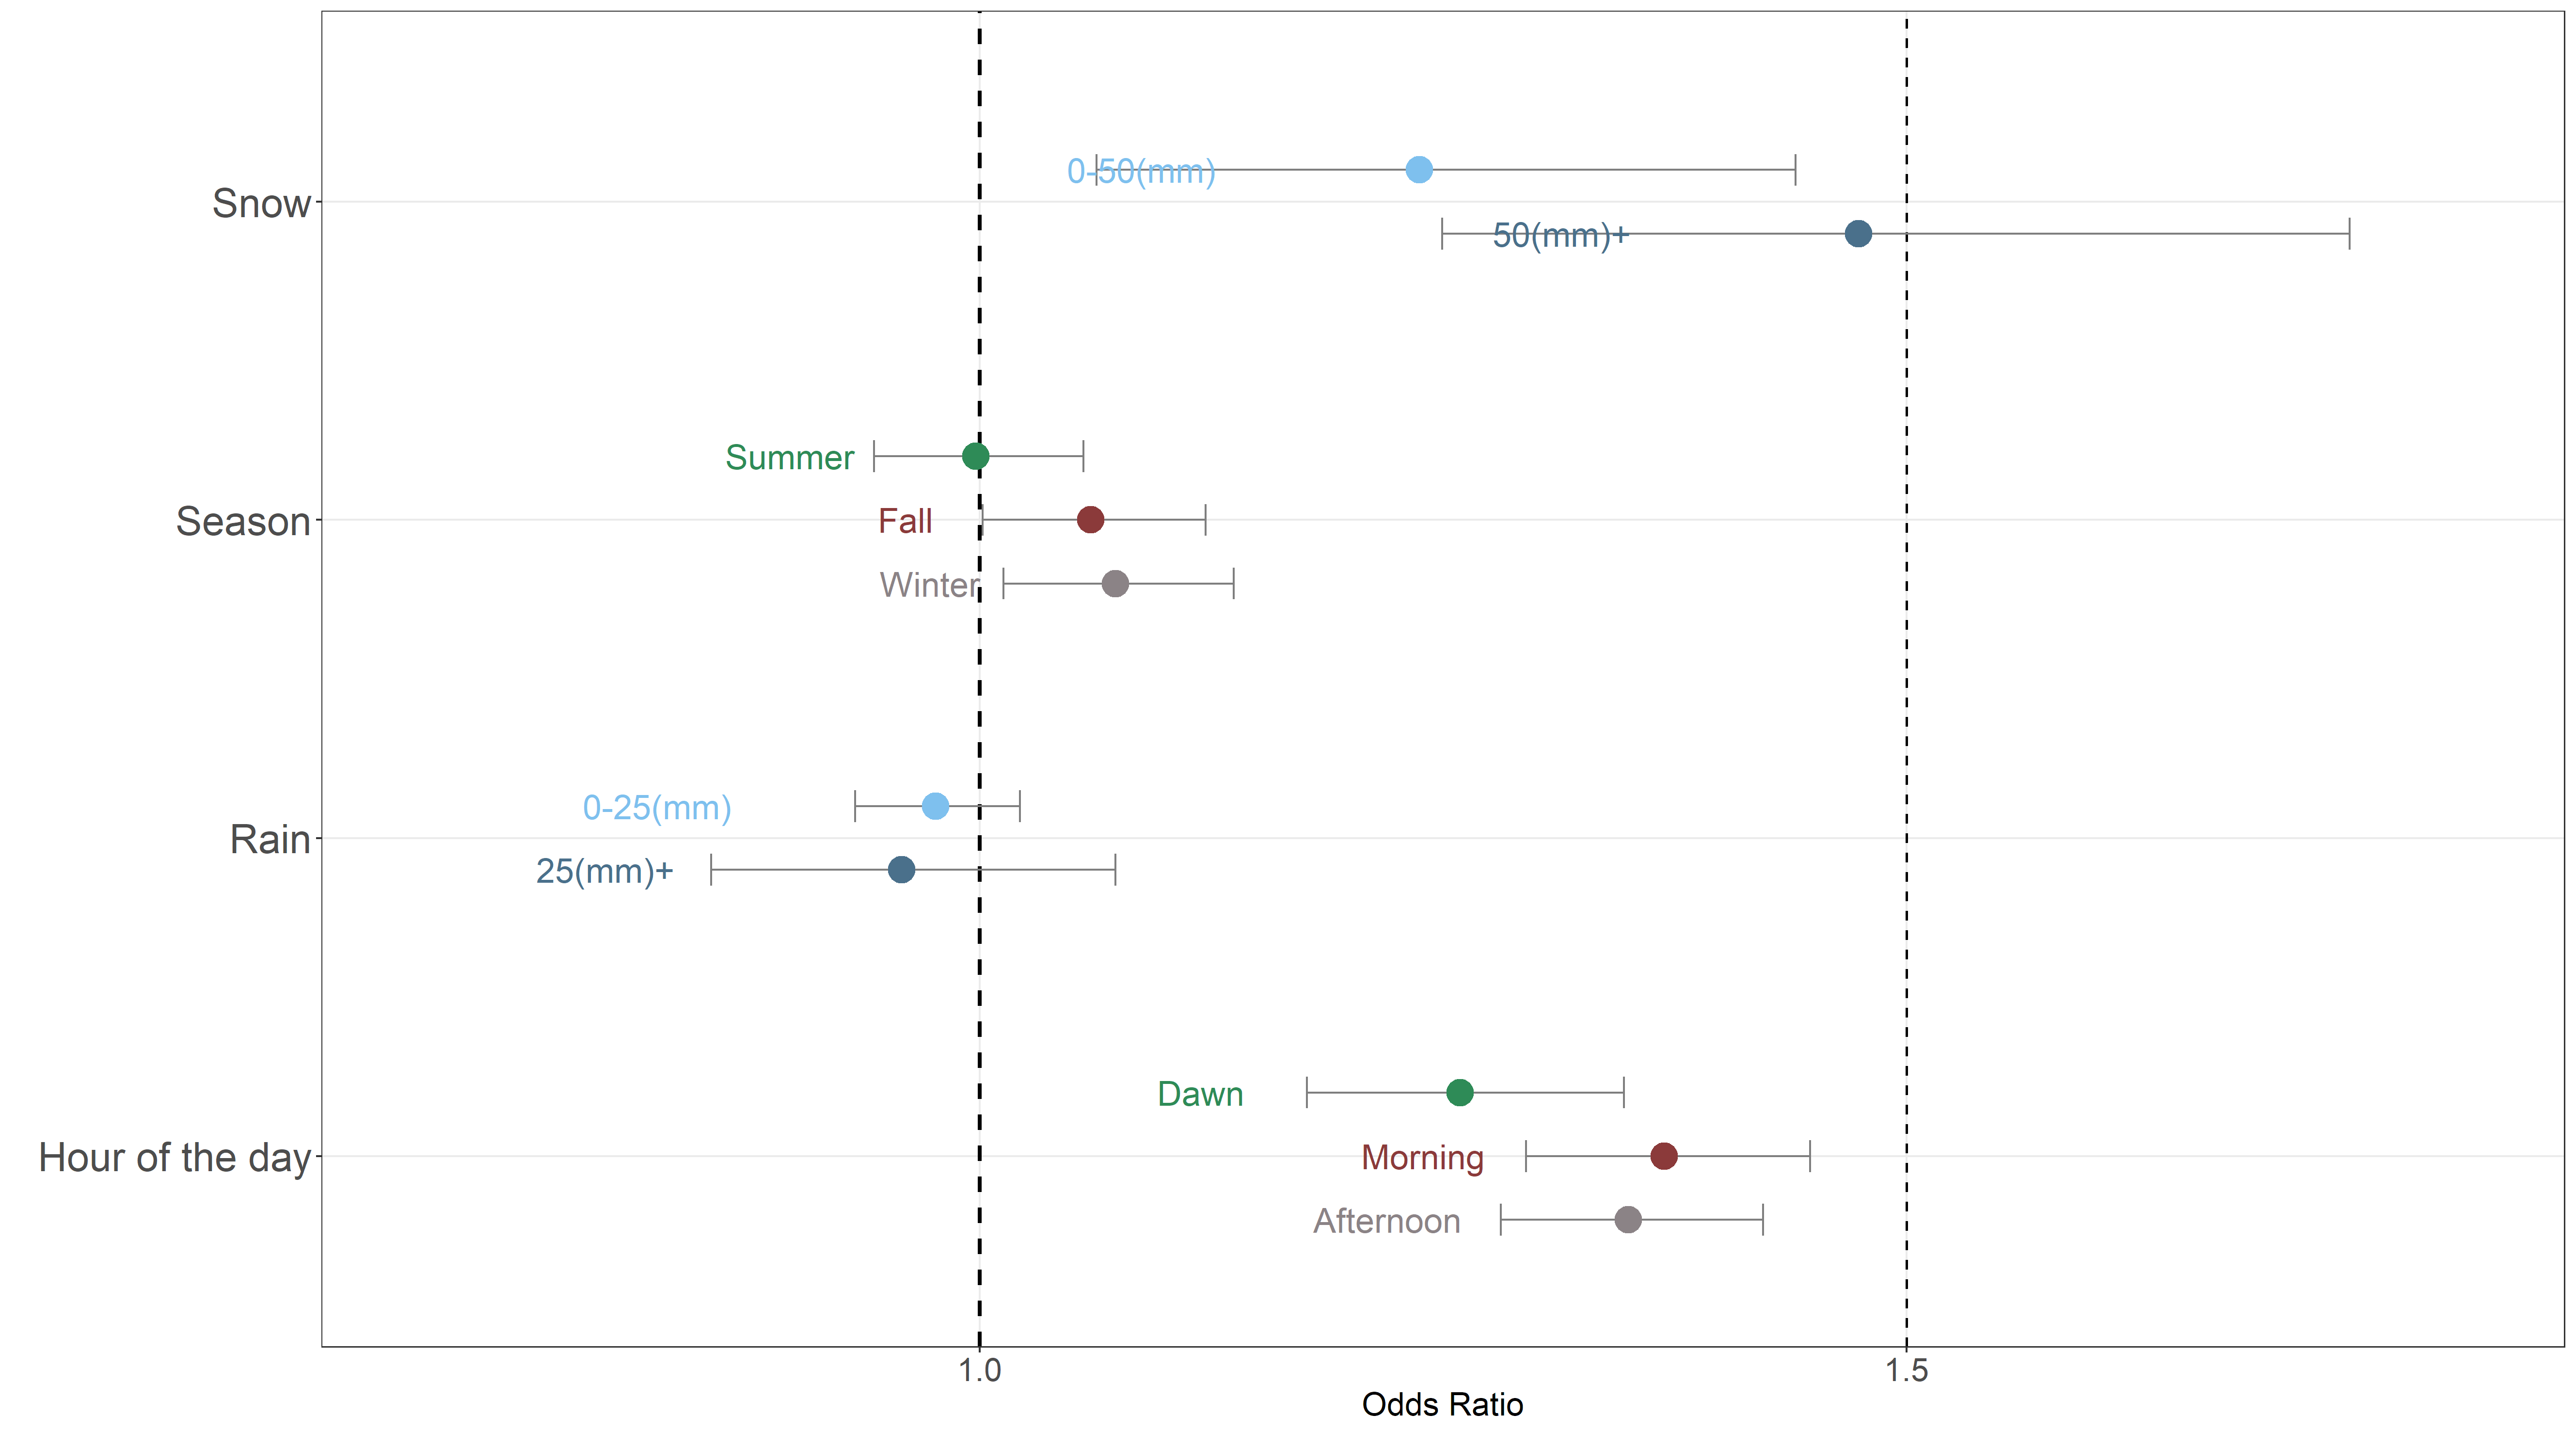 0-50(mm)
Snow
50(mm)+
Summer
Season
Fall
Winter
0-25(mm)
Rain
25(mm)+
Dawn
Hour of the day
Morning
Afternoon
1.0
1.5
Odds Ratio